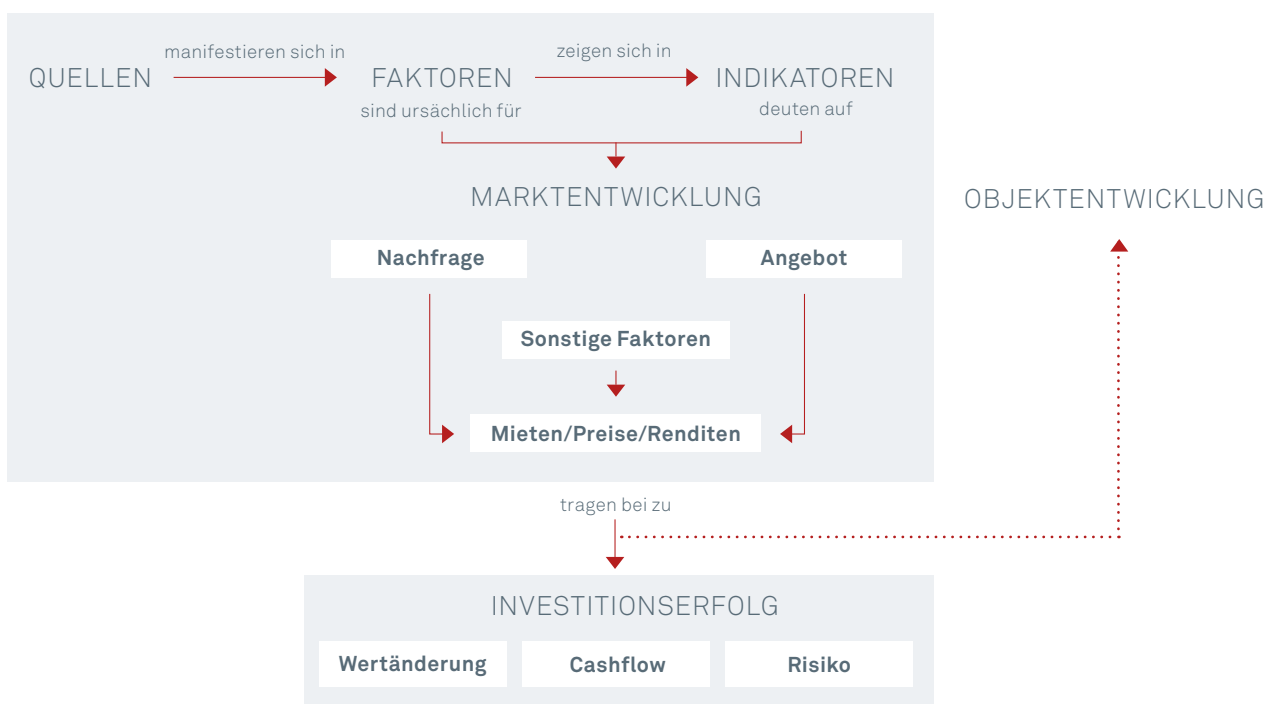 manifestieren sich in
zeigen sich in
QUELLEN
FAKTOREN
INDIKATOREN
sind ursächlich für
deuten auf
MARKTENTWICKLUNG
OBJEKTENTWICKLUNG
Nachfrage
Angebot
Sonstige Faktoren
Mieten/Preise/Renditen
tragen bei zu
INVESTITIONSERFOLG
Wertänderung
Cashflow
Risiko